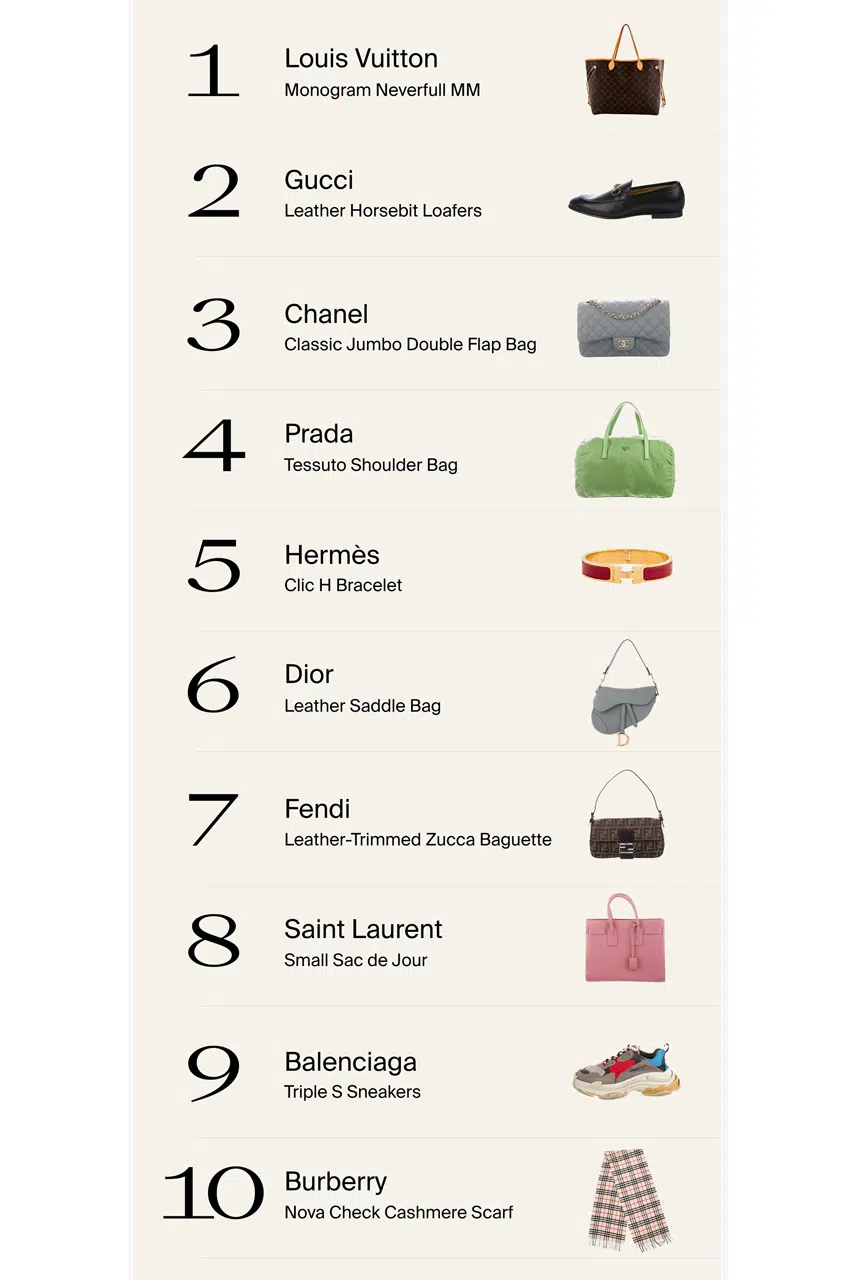 1
Louis Vuitton
Monogram Neverfull MM
2
Gucci
Leather Horsebit Loafers
3
Chanel
Classic Jumbo Double Flap Bag
4
Prada
Tessuto Shoulder Bag
5
Hermès
Clic H Bracelet
6
Dior
Leather Saddle Bag
7
Fendi
Leather-Trimmed Zucca Baguette
8
Saint Laurent
Small Sac de Jour
9
Balenciaga
Triple S Sneakers
10
Burberry
Nova Check Cashmere Scarf